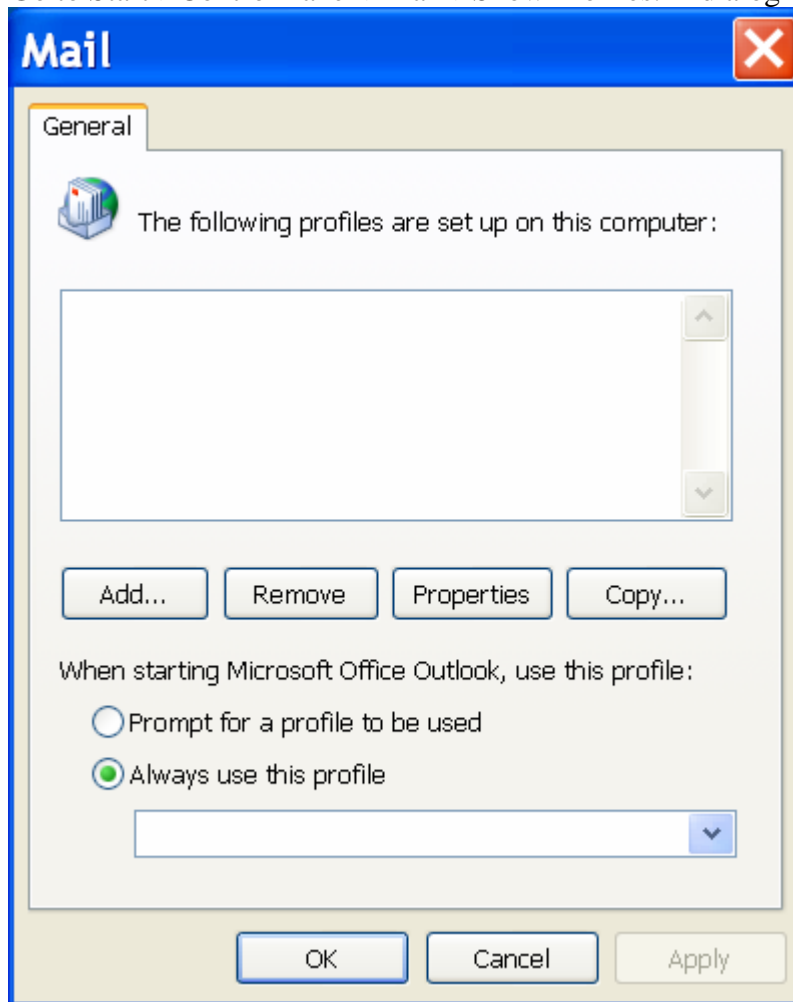 Mail
General
The following profiles are set up on this computer:
Add... Remove Properties Copy...
When starting Microsoft Office Outlook, use this profile:
Prompt for a profile to be used
Always use this profile
OK Cancel Apply